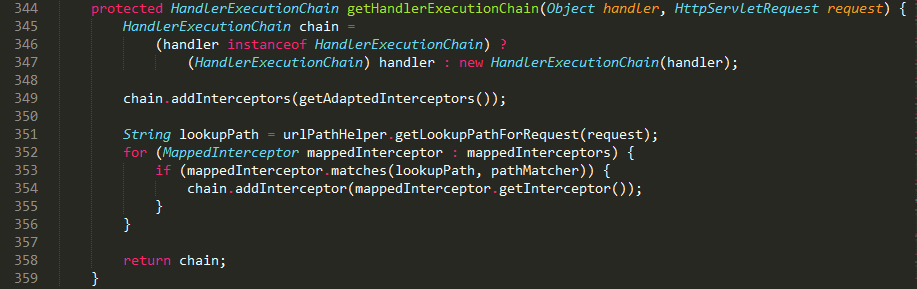 344 protected HandlerExecutionChain getHandlerExecutionChain(Object handler, HttpServletRequest request) {
345 HandlerExecutionChain chain =
346 (handler instanceof HandlerExecutionChain) ?
347 (HandlerExecutionChain) handler : new HandlerExecutionChain(handler);
348
349 chain.addInterceptors(getAdaptedInterceptors());
350
351 String lookupPath = urlPathHelper.getLookupPathForRequest(request);
352 for (MappedInterceptor mappedInterceptor : mappedInterceptors) {
353 if (mappedInterceptor.matches(lookupPath, pathMatcher)) {
354 chain.addInterceptor(mappedInterceptor.getInterceptor());
355 }
356 }
357
358 return chain;
359 }